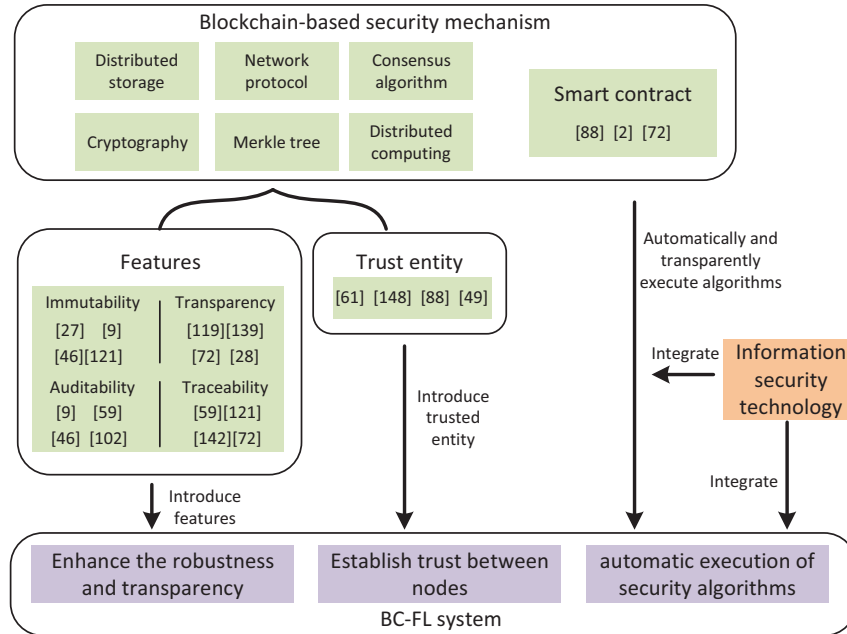 Blockchain-based security mechanism
Distributed
storage
Network
protocol
Consensus
algorithm
Cryptography
Merkle tree
Distributed
computing
Smart contract
[88] [2] [72]
Features
Immutability
[27] [9]
[46][121]
Transparency
[119][139]
[72] [28]
Auditability
[9] [59]
[46] [102]
Traceability
[59][121]
[142][72]
Trust entity
[61] [148] [88] [49]
Automatically and
transparently
execute algorithms
Integrate
Information
security
technology
Introduce
trusted
entity
Integrate
Introduce
features
Enhance the robustness
and transparency
Establish trust between
nodes
automatic execution of
security algorithms
BC-FL system